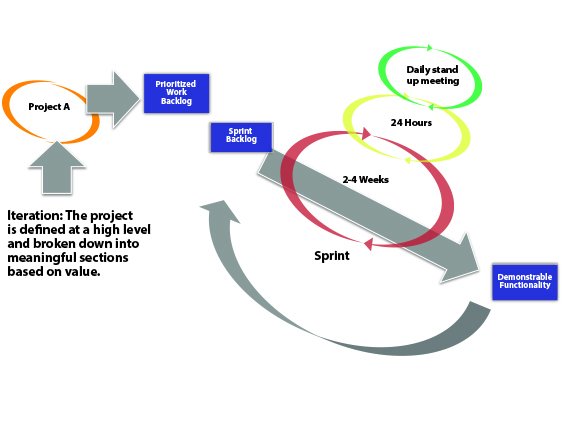 Daily stand
up meeting
Project A
Prioritized
Work
Backlog
24 Hours
Sprint
Backlog
2-4 Weeks
Iteration: The project
is defined at a high level
and broken down into
meaningful sections
based on value.
Sprint
Demonstrable
Functionality